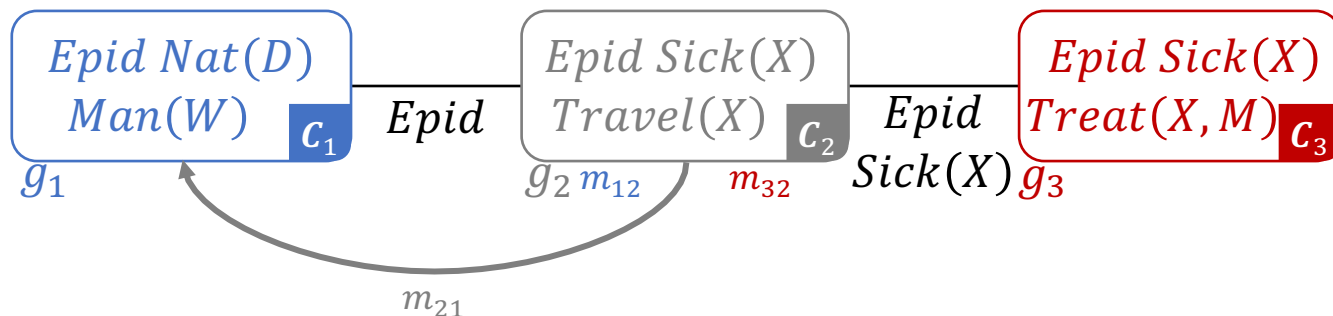 Epid Nat(D)
Man(W)
C₁
g₁
Epid
Epid Sick(X)
Travel(X)
C₂
g₂ m₁₂
m₃₂
Epid
Sick(X)
Epid Sick(X)
Treat(X, M)
C₃
g₃
m₂₁